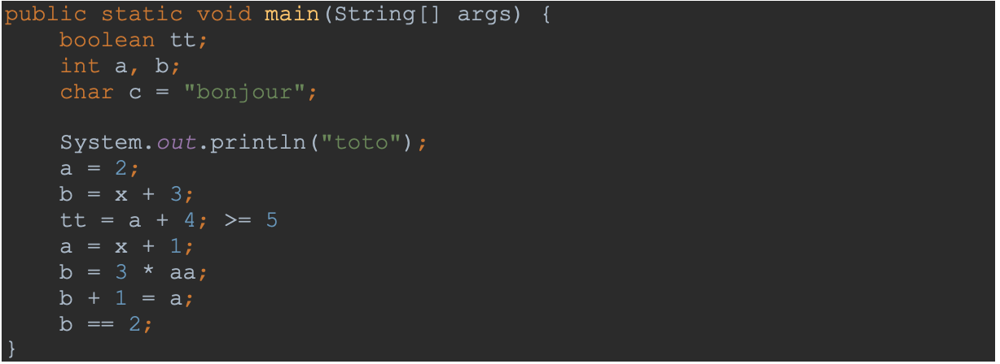 public static void main(String[] args) {
    boolean tt;
    int a, b;
    char c = "bonjour";

    System.out.println("toto");
    a = 2;
    b = x + 3;
    tt = a + 4; >= 5
    a = x + 1;
    b = 3 * aa;
    b + 1 = a;
    b == 2;
}